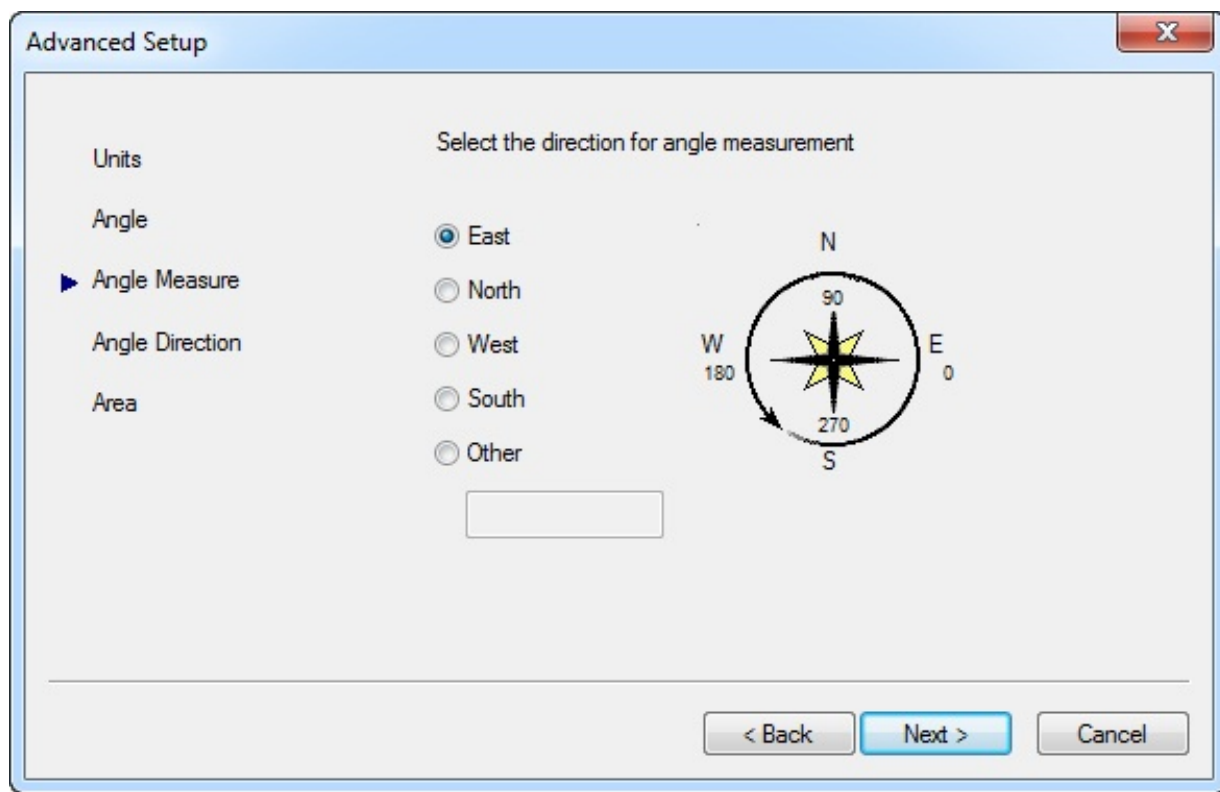 Advanced Setup
Units
Angle
Angle Measure
Angle Direction
Area
Select the direction for angle measurement
East
North
West
South
Other
N
90
W
E
180
0
270
S
< Back
Next >
Cancel